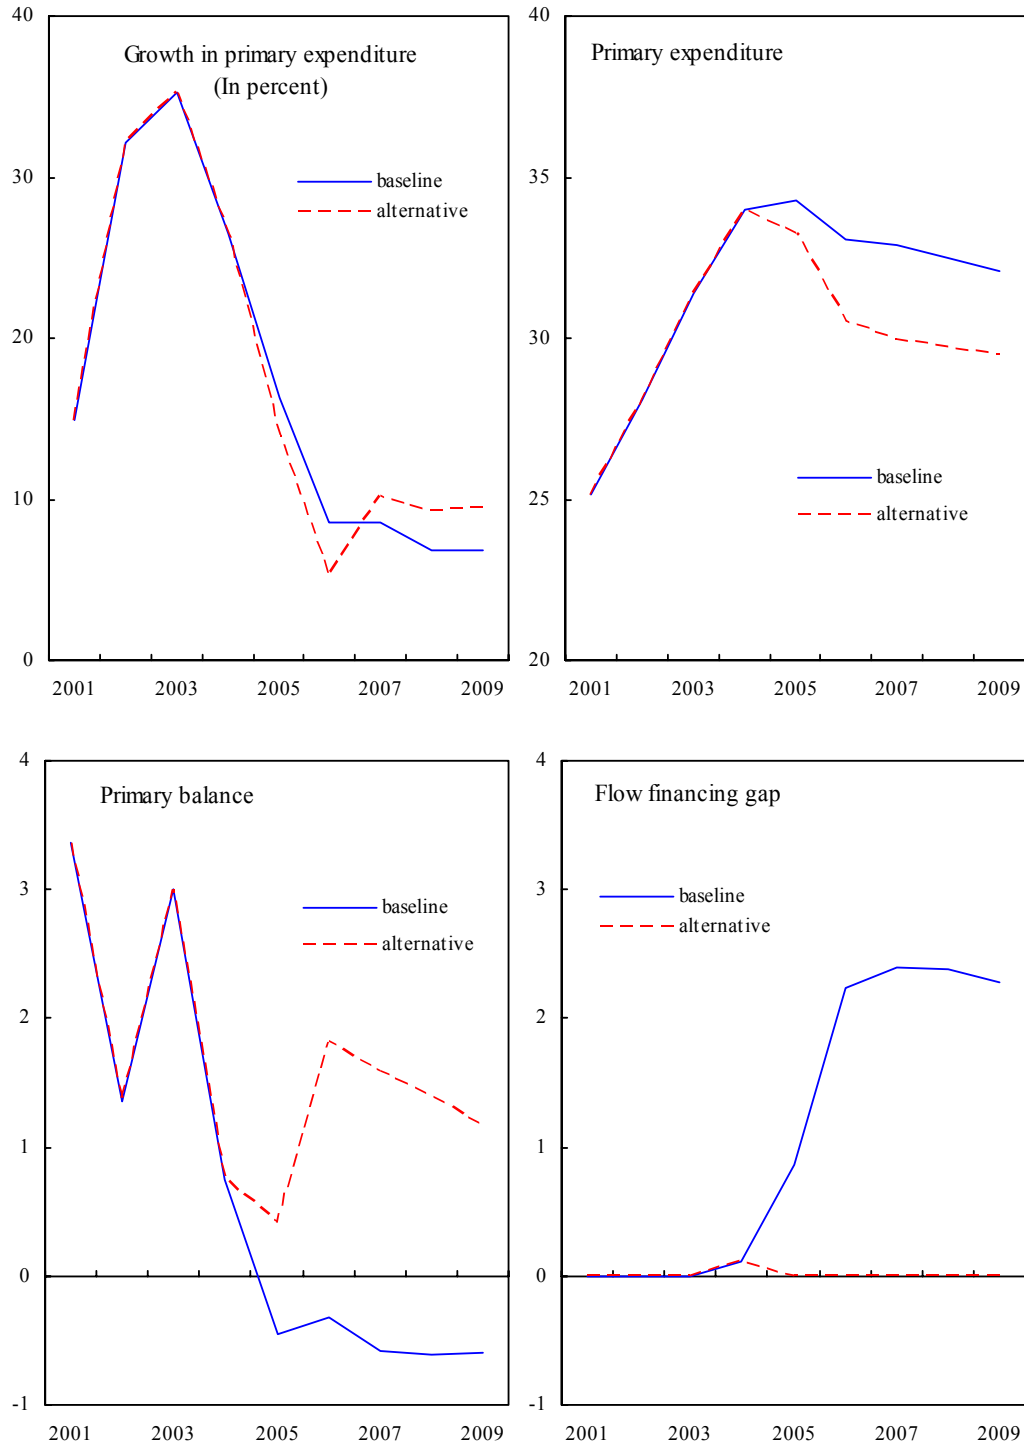 Growth in primary expenditure
(In percent)
40
30
20
10
0
baseline
alternative
2001 2003 2005 2007 2009
Primary expenditure
40
35
30
25
20
baseline
alternative
2001 2003 2005 2007 2009
Primary balance
4
3
2
1
0
-1
baseline
alternative
2001 2003 2005 2007 2009
Flow financing gap
4
3
2
1
0
-1
baseline
alternative
2001 2003 2005 2007 2009